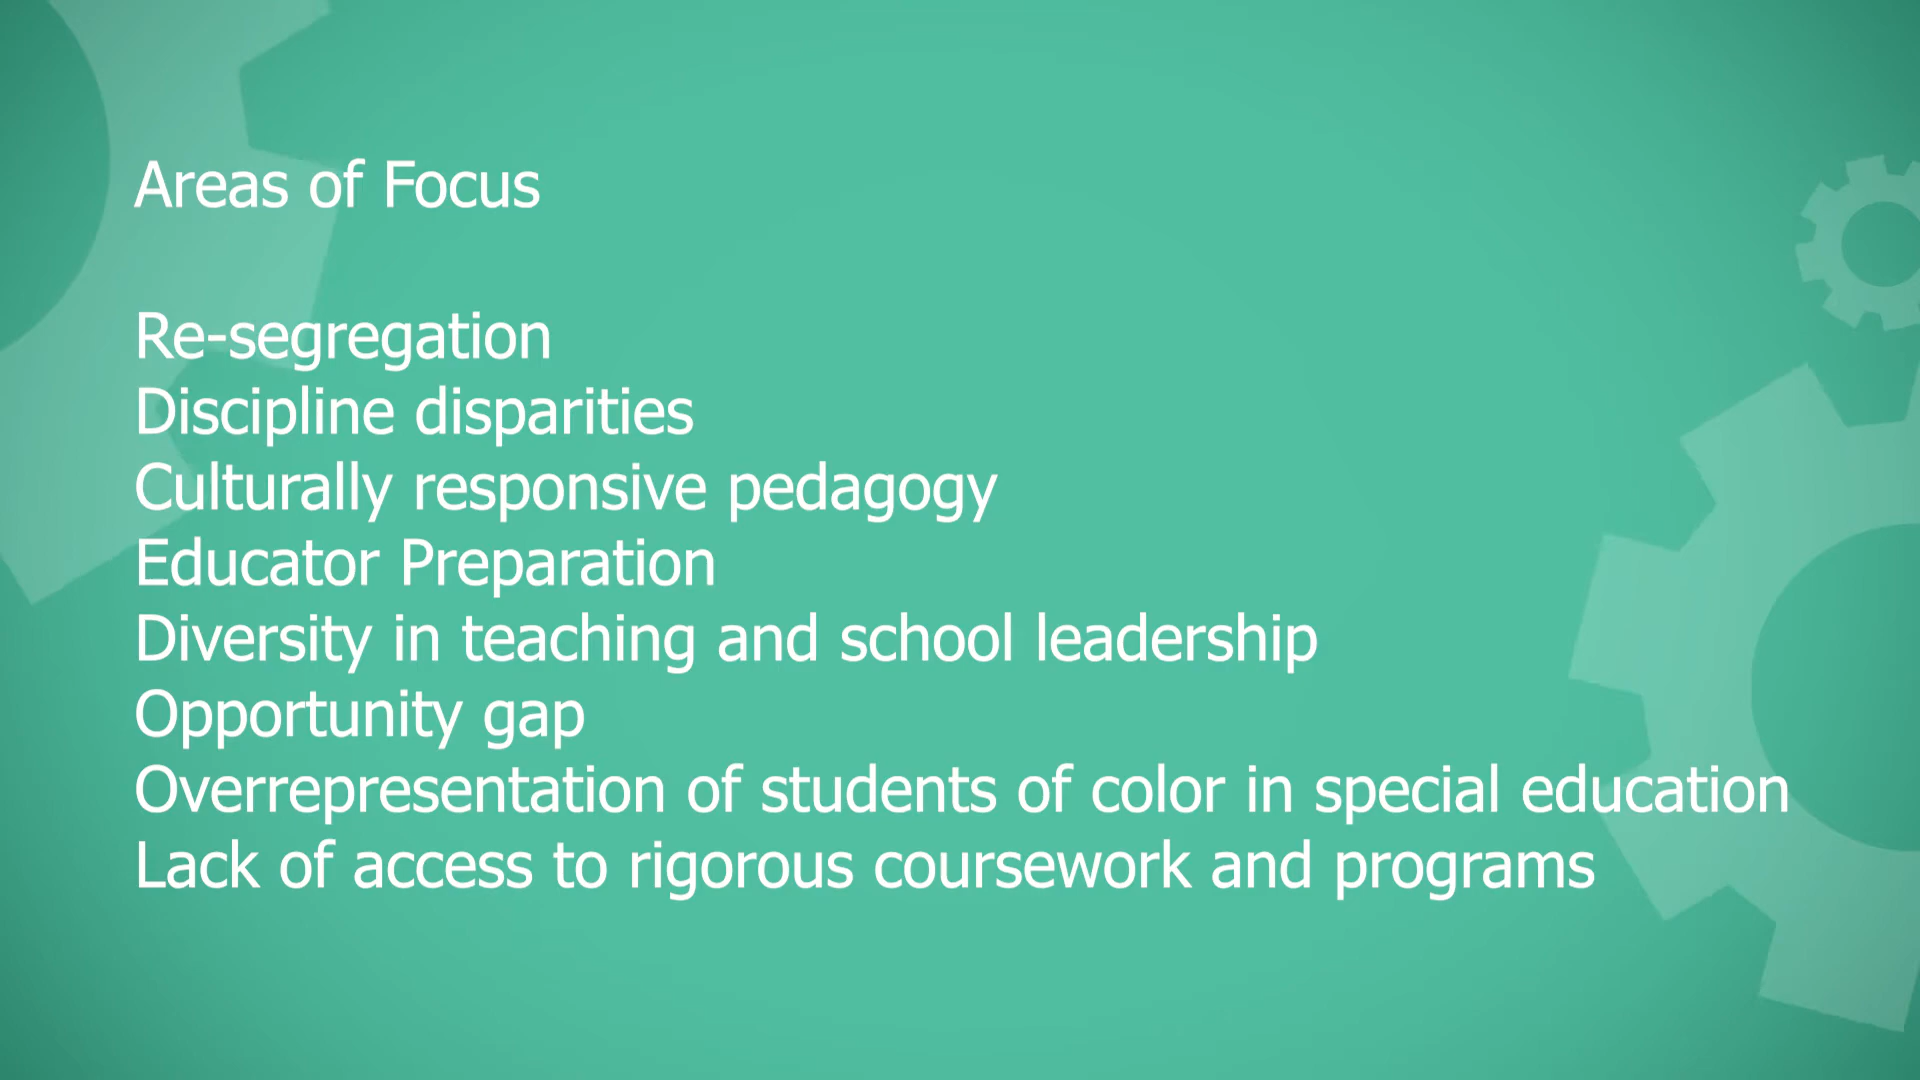 Areas of Focus
Re-segregation
Discipline disparities
Culturally responsive pedagogy
Educator Preparation
Diversity in teaching and school leadership
Opportunity gap
Overrepresentation of students of color in special education
Lack of access to rigorous coursework and programs